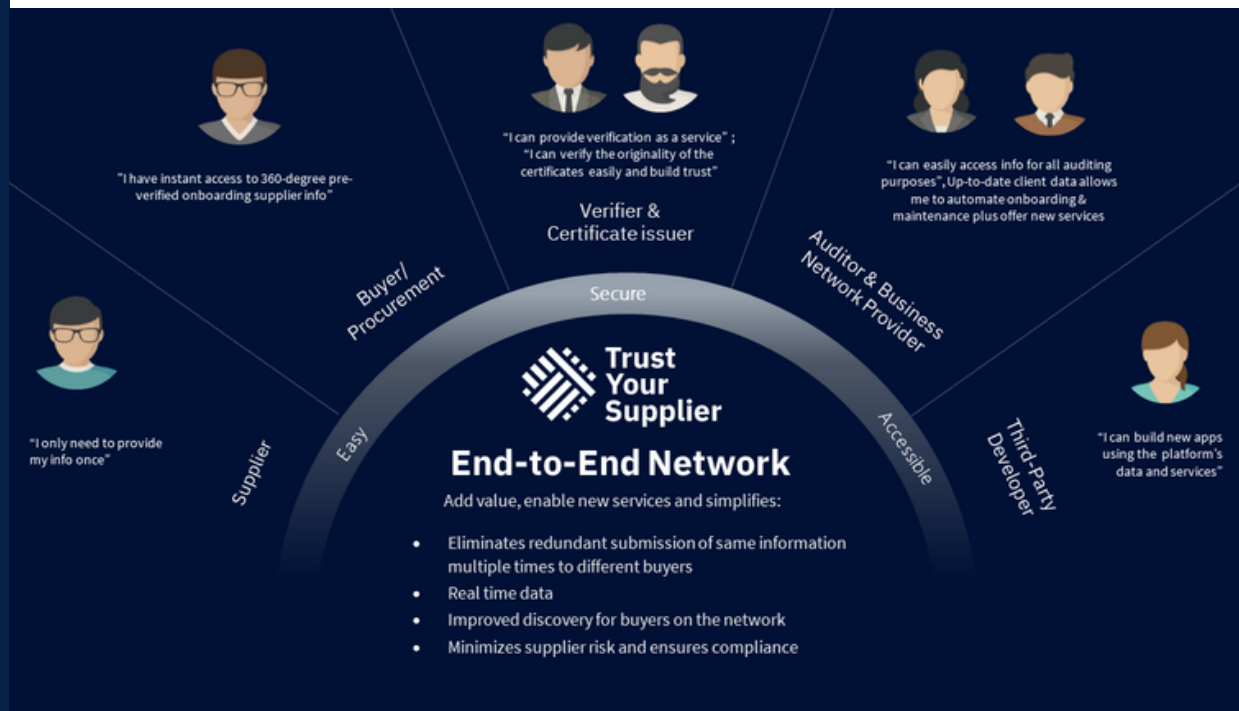 "I only need to provide
my info once"
Supplier
"I have instant access to 360-degree pre-
verified onboarding supplier info"
Buyer/
Procurement
"I can provide verification as a service" ;
"I can verify the originality of the
certificates easily and build trust"
Verifier &
Certificate issuer
"I can easily access info for all auditing
purposes", Up-to-date client data allows
me to automate onboarding &
maintenance plus offer new services
Auditor & Business
Network Provider
"I can build new apps
using the platform's
data and services"
Third-Party
Developer
Easy
Secure
Accessible
Trust
Your
Supplier
End-to-End Network
Add value, enable new services and simplifies:
• Eliminates redundant submission of same information
multiple times to different buyers
• Real time data
• Improved discovery for buyers on the network
• Minimizes supplier risk and ensures compliance